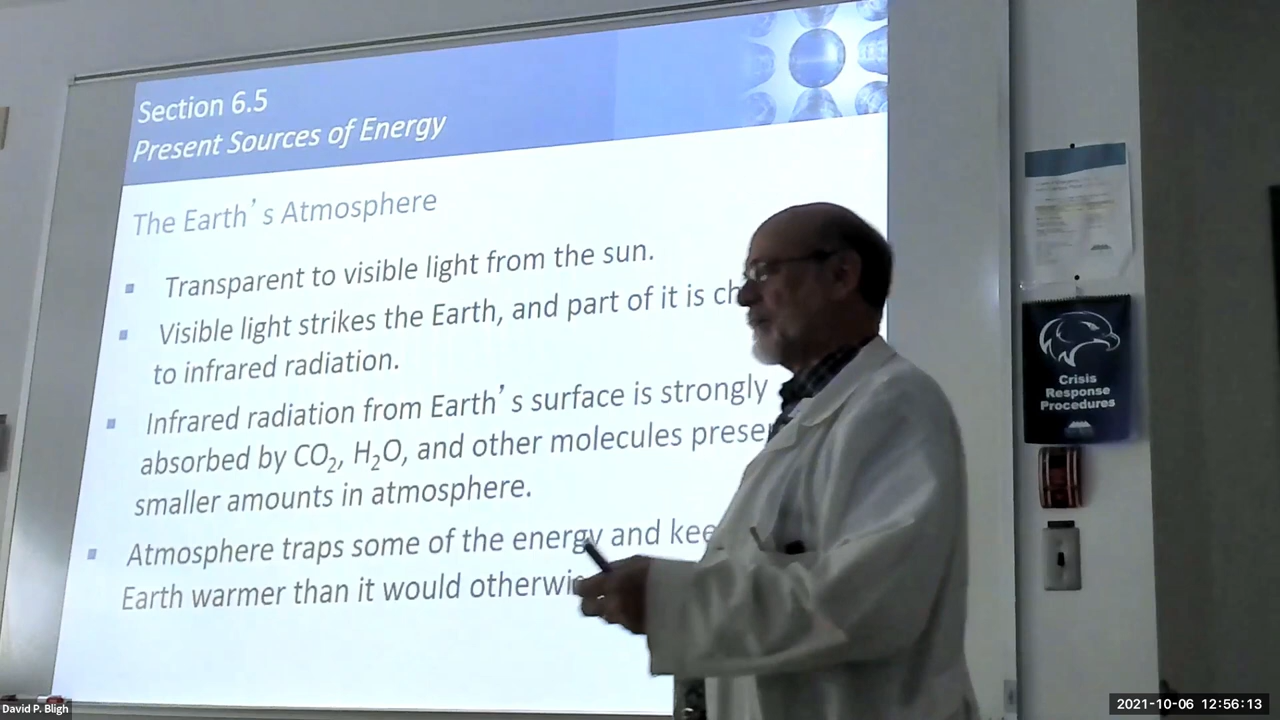 Section 6.5
Present Sources of Energy
The Earth's Atmosphere
Transparent to visible light from the sun.
Visible light strikes the Earth, and part of it is ch
to infrared radiation.
Infrared radiation from Earth's surface is strongly
absorbed by CO₂, H₂O, and other molecules prese
smaller amounts in atmosphere.
Atmosphere traps some of the energy and kee
Earth warmer than it would otherwi
Crisis
Response
Procedures
David P. Bligh
2021-10-06 12:56:13